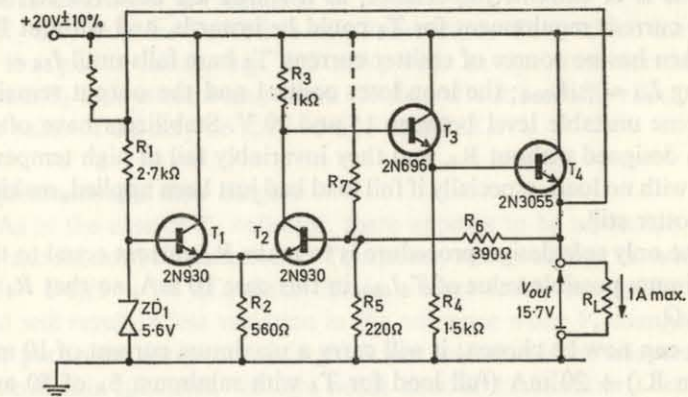 +20V±10%
R3
1kΩ
R1
2·7kΩ
T3
2N696
T4
2N3055
R7
T1
2N930
T2
2N930
R6
390Ω
ZD1
5·6V
R2
560Ω
R5
220Ω
R4
1·5kΩ
Vout
15·7V
RL
1A max.